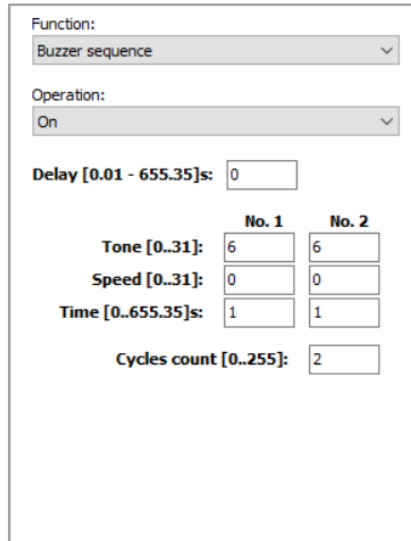 Function:
Buzzer sequence
Operation:
On
Delay [0.01 - 655.35]s: 0
No. 1 No. 2
Tone [0..31]: 6 6
Speed [0..31]: 0 0
Time [0..655.35]s: 1 1
Cycles count [0..255]: 2